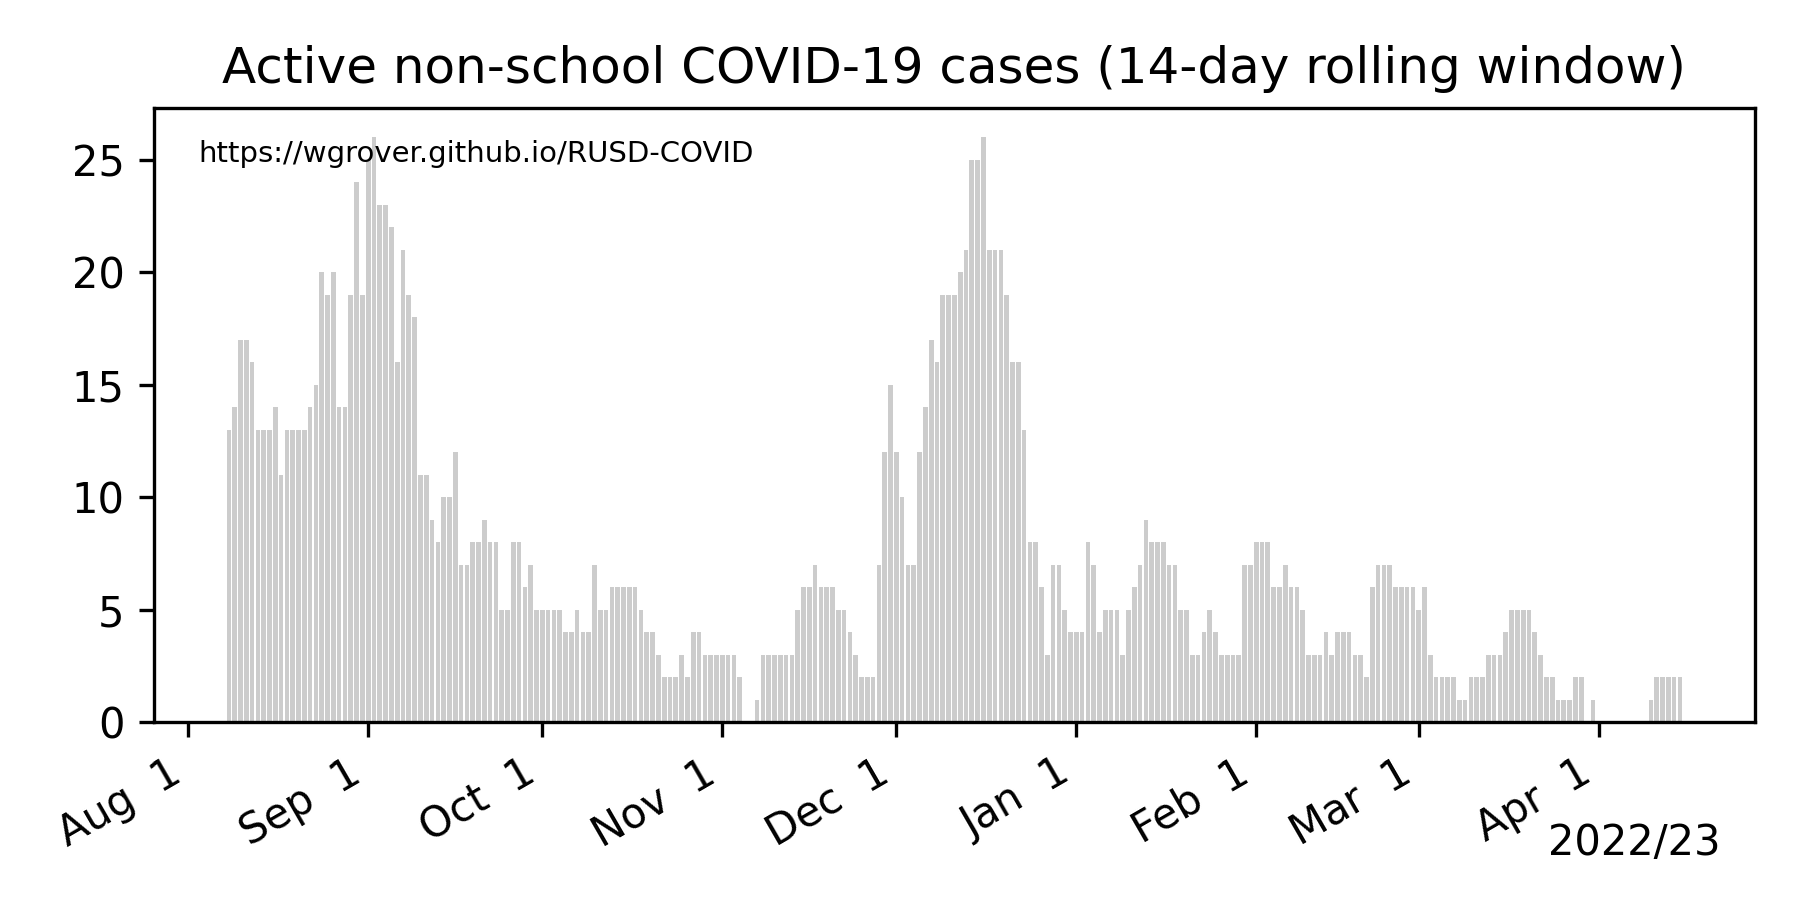 Active non-school COVID-19 cases (14-day rolling window)
https://wgrover.github.io/RUSD-COVID
25
20
15
10
5
0
Aug 1
Sep 1
Oct 1
Nov 1
Dec 1
Jan 1
Feb 1
Mar 1
Apr 1
2022/23